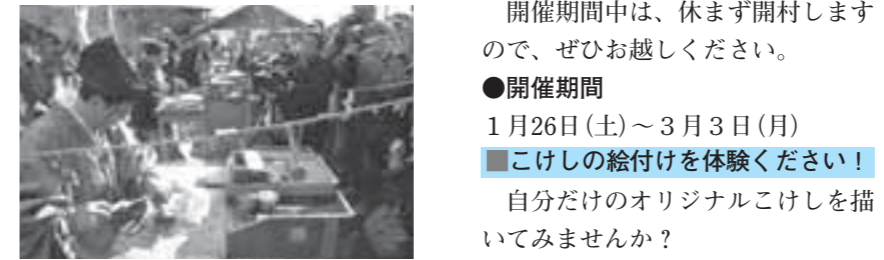 開催期間中は、休まず開村します
ので、ぜひお越しください。
●開催期間
１月26日(土)～３月３日(月)
■こけしの絵付けを体験ください！
自分だけのオリジナルこけしを描
いてみませんか？